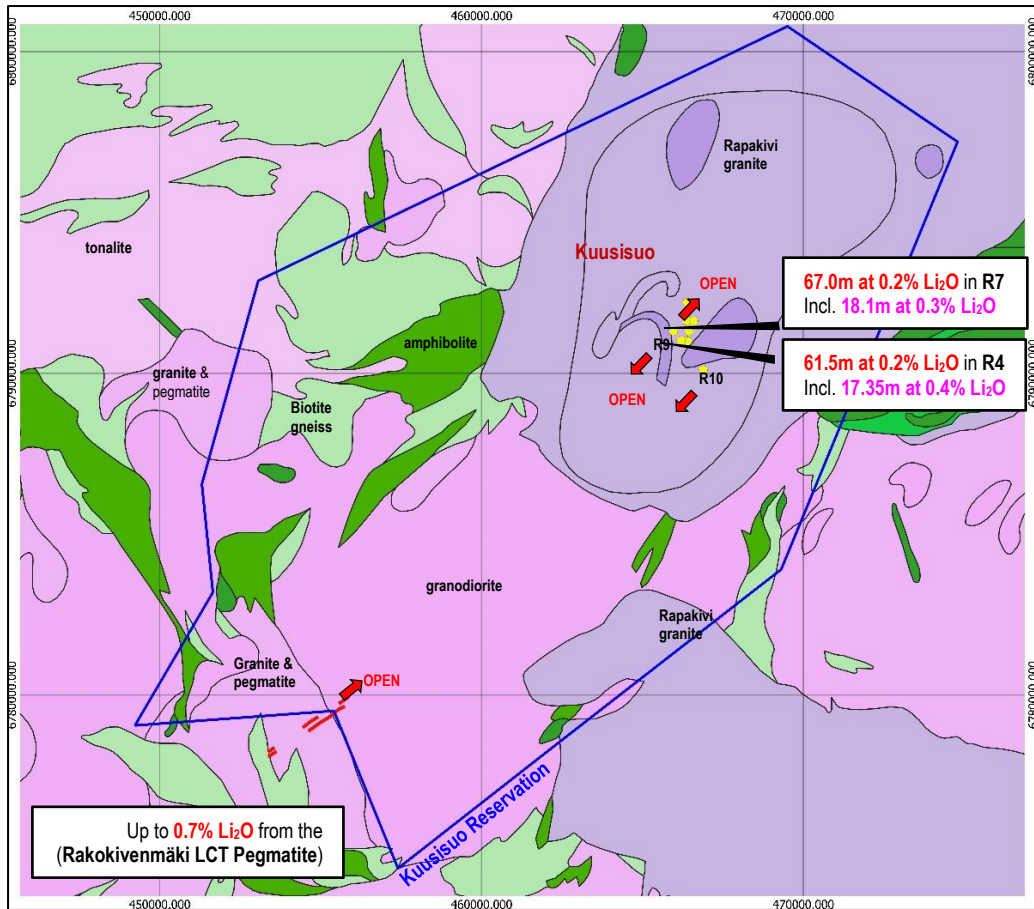 450000.000
460000.000
470000.000
6800000.000
6800000.000
Rapakivi
granite
tonalite
Kuusisuo
OPEN
67.0m at 0.2% Li₂O in R7
Incl. 18.1m at 0.3% Li₂O
amphibolite
R9
61.5m at 0.2% Li₂O in R4
Incl. 17.35m at 0.4% Li₂O
6790000.000
6790000.000
granite &
pegmatite
R10
OPEN
Biotite
gneiss
granodiorite
Rapakivi
granite
Granite &
pegmatite
OPEN
6780000.000
6780000.000
Kuusisuo Reservation
Up to 0.7% Li₂O from the
(Rakokivenmäki LCT Pegmatite)
450000.000
460000.000
470000.000